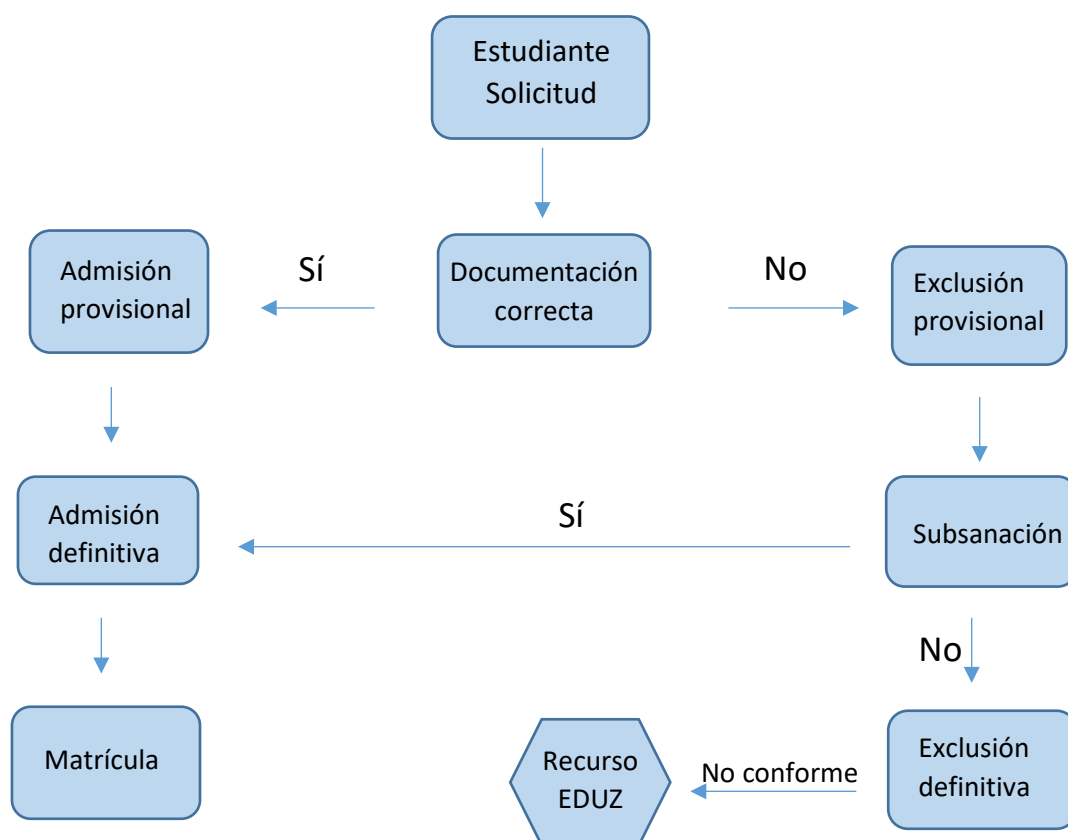 Estudiante
Solicitud
Admisión
provisional
Sí
Documentación
correcta
No
Exclusión
provisional
Admisión
definitiva
Sí
Subsanación
No
Matrícula
Recurso
EDUZ
No conforme
Exclusión
definitiva